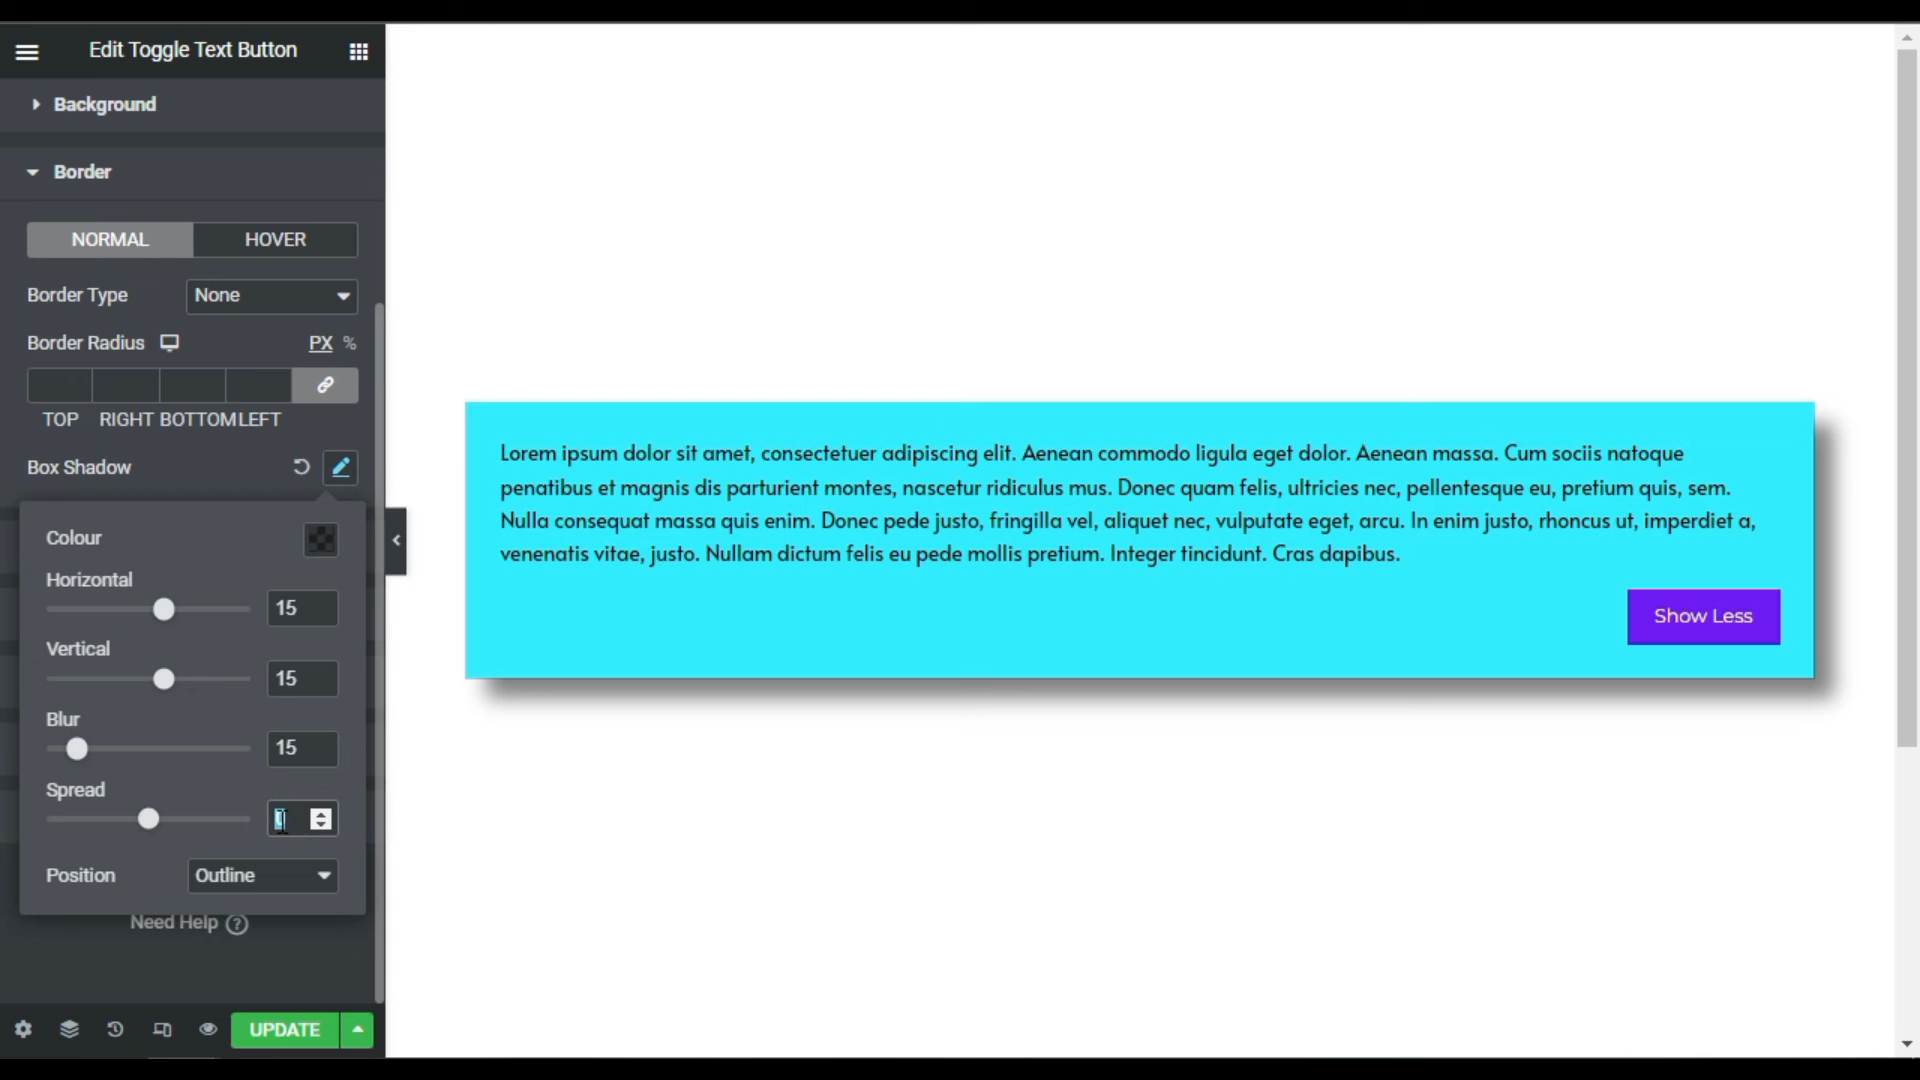 Edit Toggle Text Button
Background
Border
NORMAL HOVER
Border Type None
Border Radius PX %
TOP RIGHT BOTTOM LEFT
Box Shadow
Colour
Horizontal
15
Vertical
15
Blur
15
Spread
Position Outline
Need Help ?
UPDATE
Lorem ipsum dolor sit amet, consectetuer adipiscing elit. Aenean commodo ligula eget dolor. Aenean massa. Cum sociis natoque
penatibus et magnis dis parturient montes, nascetur ridiculus mus. Donec quam felis, ultricies nec, pellentesque eu, pretium quis, sem.
Nulla consequat massa quis enim. Donec pede justo, fringilla vel, aliquet nec, vulputate eget, arcu. In enim justo, rhoncus ut, imperdiet a,
venenatis vitae, justo. Nullam dictum felis eu pede mollis pretium. Integer tincidunt. Cras dapibus.
Show Less